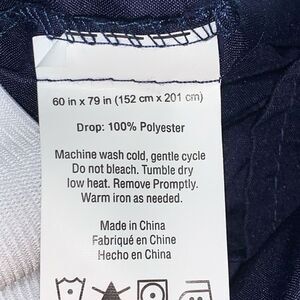 60 in x 79 in (152 cm x 201 cm)
Drop: 100% Polyester
Machine wash cold, gentle cycle
Do not bleach. Tumble dry
low heat. Remove Promptly.
Warm iron as needed.
Made in China
Fabriqué en Chine
Hecho en China